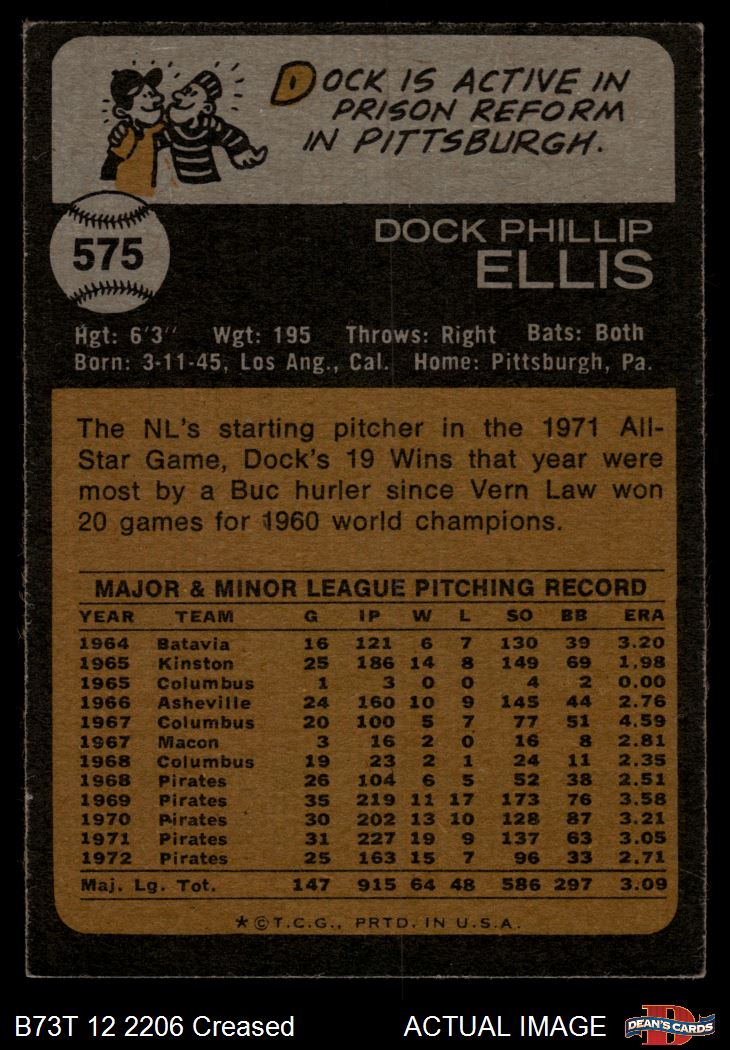 DOCK IS ACTIVE IN
PRISON REFORM
IN PITTSBURGH.
575
DOCK PHILLIP
ELLIS
Hgt: 6'3" Wgt: 195 Throws: Right Bats: Both
Born: 3-11-45, Los Ang., Cal. Home: Pittsburgh, Pa.
The NL's starting pitcher in the 1971 All-
Star Game, Dock's 19 Wins that year were
most by a Buc hurler since Vern Law won
20 games for 1960 world champions.
MAJOR & MINOR LEAGUE PITCHING RECORD
YEAR TEAM G IP W L SO BB ERA
1964 Batavia 16 121 6 7 130 39 3.20
1965 Kinston 25 186 14 8 149 69 1.98
1965 Columbus 1 3 0 0 4 2 0.00
1966 Asheville 24 160 10 9 145 44 2.76
1967 Columbus 20 100 5 7 77 51 4.59
1967 Macon 3 16 2 0 16 8 2.81
1968 Columbus 19 23 2 1 24 11 2.35
1968 Pirates 26 104 6 5 52 38 2.51
1969 Pirates 35 219 11 17 173 76 3.58
1970 Pirates 30 202 13 10 128 87 3.21
1971 Pirates 31 227 19 9 137 63 3.05
1972 Pirates 25 163 15 7 96 33 2.71
Maj. Lg. Tot. 147 915 64 48 586 297 3.09
*©T.C.G., PRTD. IN U.S.A.
B73T 12 2206 Creased ACTUAL IMAGE
D
DEAN'S CARDS